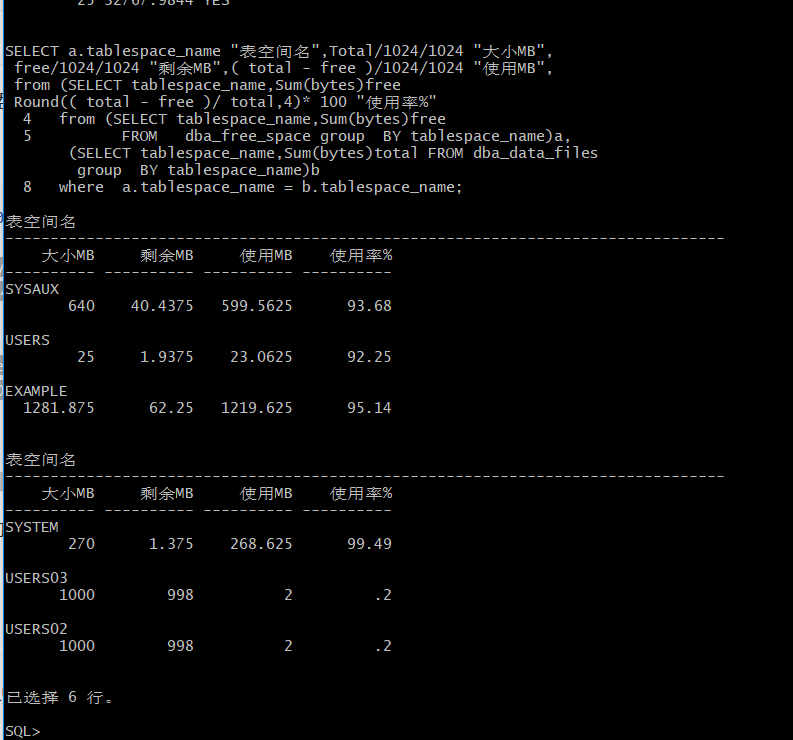 25 32767.9844 YES
SELECT a.tablespace_name "表空间名",Total/1024/1024 "大小MB",
free/1024/1024 "剩余MB",( total - free )/1024/1024 "使用MB",
from (SELECT tablespace_name,Sum(bytes)free
Round(( total - free )/ total,4)* 100 "使用率%"
4 from (SELECT tablespace_name,Sum(bytes)free
5 FROM dba_free_space group BY tablespace_name)a,
(SELECT tablespace_name,Sum(bytes)total FROM dba_data_files
group BY tablespace_name)b
8 where a.tablespace_name = b.tablespace_name;
表空间名
--------------------------------------------------------------------------------
大小MB 剩余MB 使用MB 使用率%
---------- ---------- ---------- ----------
SYSAUX
640 40.4375 599.5625 93.68
USERS
25 1.9375 23.0625 92.25
EXAMPLE
1281.875 62.25 1219.625 95.14
表空间名
--------------------------------------------------------------------------------
大小MB 剩余MB 使用MB 使用率%
---------- ---------- ---------- ----------
SYSTEM
270 1.375 268.625 99.49
USERS03
1000 998 2 .2
USERS02
1000 998 2 .2
已选择 6 行。
SQL>